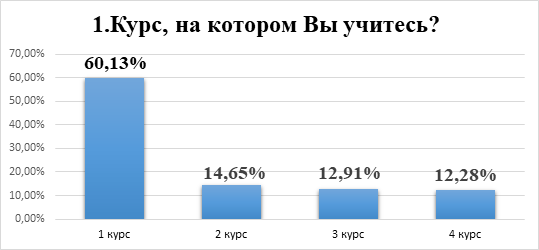 1.Курс, на котором Вы учитесь?
70,00%
60,00%
50,00%
40,00%
30,00%
20,00%
10,00%
0,00%
60,13%
14,65%
12,91%
12,28%
1 курс
2 курс
3 курс
4 курс